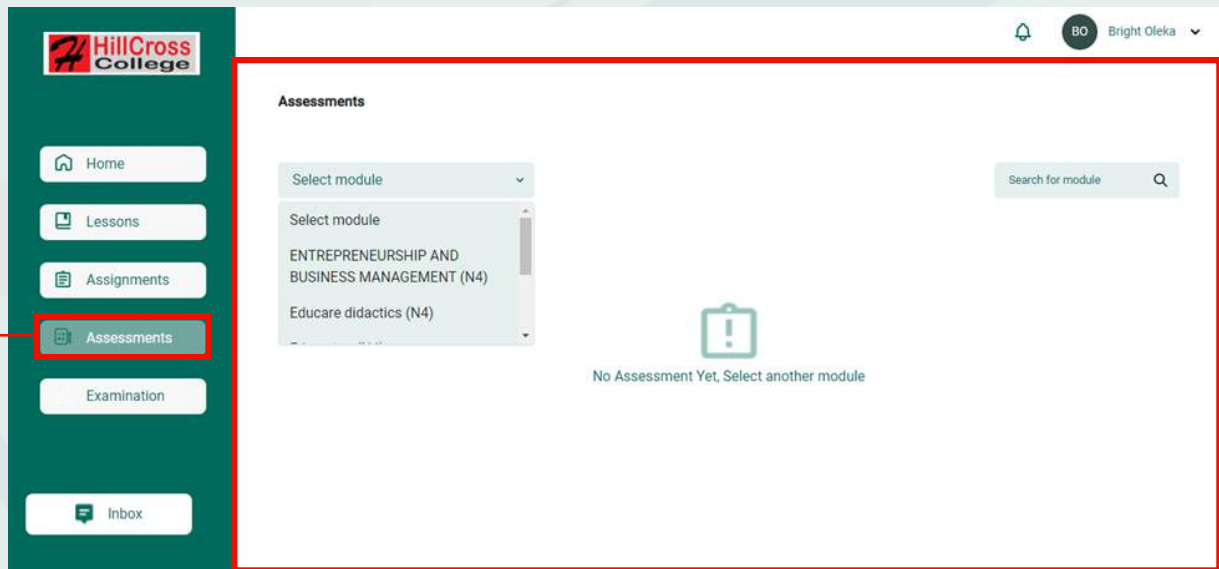 HillCross
College
BO
Bright Oleka
Assessments
Home
Select module
Search for module
Lessons
Select module
ENTREPRENEURSHIP AND
BUSINESS MANAGEMENT (N4)
Assignments
Educare didactics (N4)
Assessments
No Assessment Yet, Select another module
Examination
Inbox